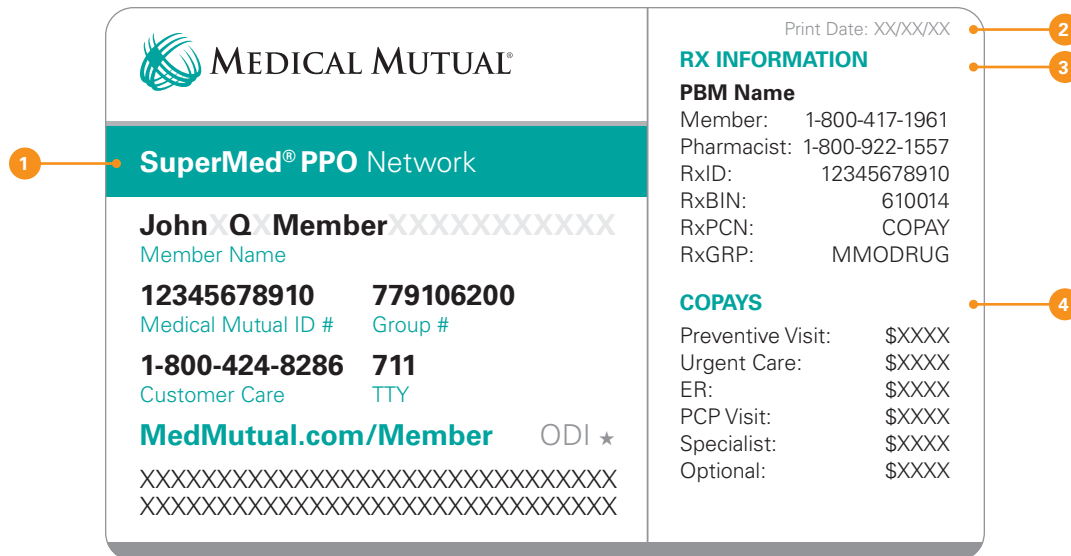 MEDICAL MUTUAL®
1
SuperMed® PPO Network
JohnXQXMemberXXXXXXXXXXX
Member Name
12345678910 779106200
Medical Mutual ID # Group #
1-800-424-8286 711
Customer Care TTY
MedMutual.com/Member ODI ★
XXXXXXXXXXXXXXXXXXXXXXXXXXXXXXX
XXXXXXXXXXXXXXXXXXXXXXXXXXXXXXX
Print Date: XX/XX/XX 2
RX INFORMATION 3
PBM Name
Member: 1-800-417-1961
Pharmacist: 1-800-922-1557
RxID: 12345678910
RxBIN: 610014
RxPCN: COPAY
RxGRP: MMODRUG
COPAYS 4
Preventive Visit: $XXXX
Urgent Care: $XXXX
ER: $XXXX
PCP Visit: $XXXX
Specialist: $XXXX
Optional: $XXXX